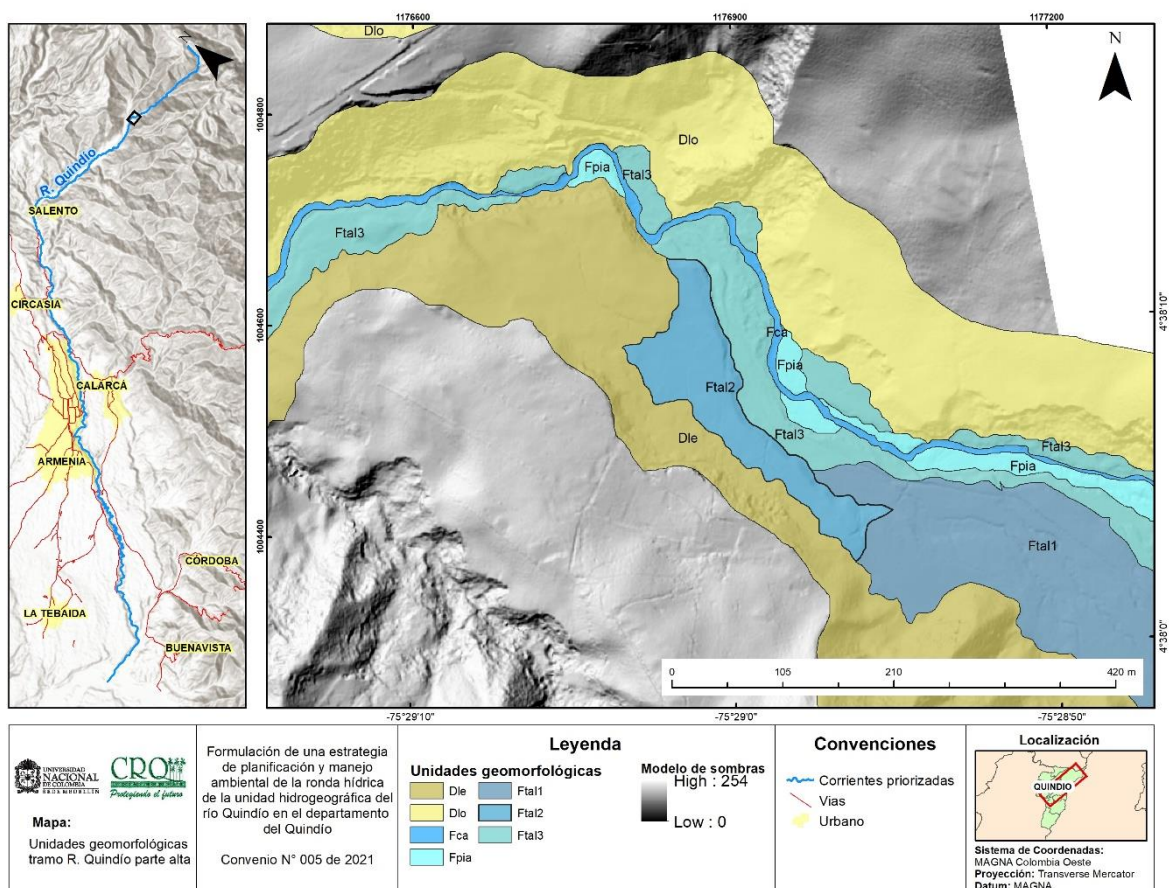 N
R. Quindío
SALENTO
CIRCASIA
CALARCÁ
ARMENIA
CÓRDOBA
LA TEBAIDA
BUENAVISTA
1176600
1176900
1177200
1004800
1004600
1004400
4°38'10"
4°38'0"
-75°29'10"
-75°29'0"
-75°28'50"
N
Dlo
Dlo
Fpia
Ftal3
Ftal3
Fca
Fpia
Ftal2
Ftal3
Dle
Ftal3
Fpia
Ftal1
0 105 210 420 m
UNIVERSIDAD
NACIONAL
DE COLOMBIA
SEDE MEDELLÍN
CRQ
Protegiendo el futuro
Mapa:
Unidades geomorfológicas
tramo R. Quindío parte alta
Formulación de una estrategia
de planificación y manejo
ambiental de la ronda hídrica
de la unidad hidrogeográfica del
río Quindío en el departamento
del Quindío
Convenio N° 005 de 2021
Leyenda
Unidades geomorfológicas
Dle
Dlo
Fca
Fpia
Ftal1
Ftal2
Ftal3
Modelo de sombras
High : 254
Low : 0
Convenciones
Corrientes priorizadas
Vias
Urbano
Localización
QUINDIO
Sistema de Coordenadas:
MAGNA Colombia Oeste
Proyección: Transverse Mercator
Datum: MAGNA